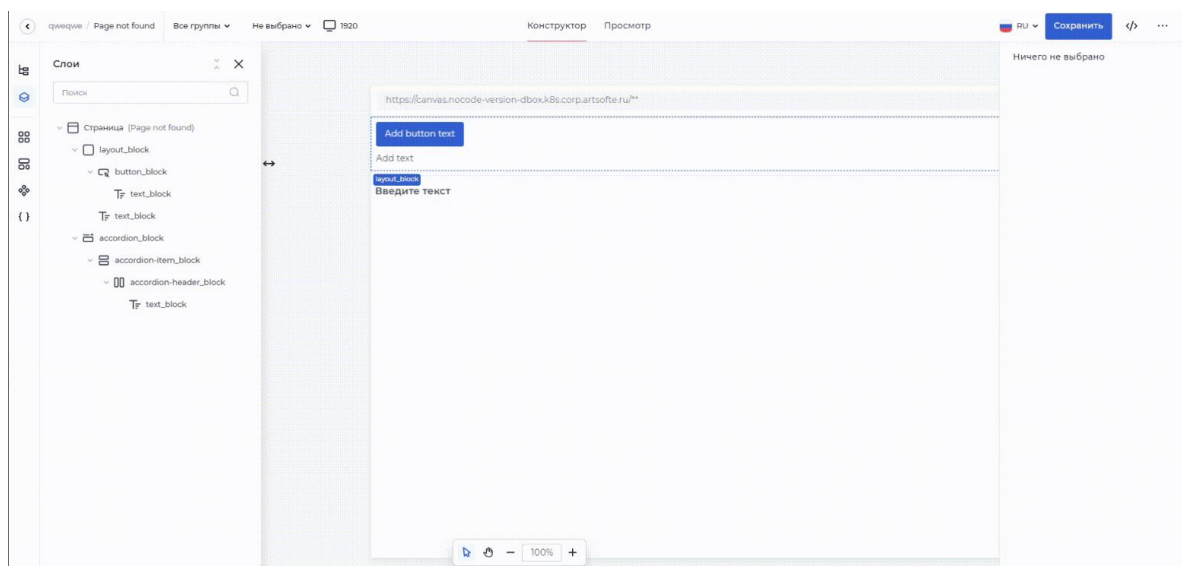 qweqwe / Page not found Все группы Не выбрано 1920 Конструктор Просмотр RU Сохранить </> ...
Слои
Ничего не выбрано
Поиск
https://canvas.nocode-version-dbox.k8s.corp.artsofte.ru/**
Страница (Page not found)
Add button text
layout_block
Add text
button_block
layout_block
text_block
Введите текст
text_block
accordion_block
accordion-item_block
accordion-header_block
text_block
100%